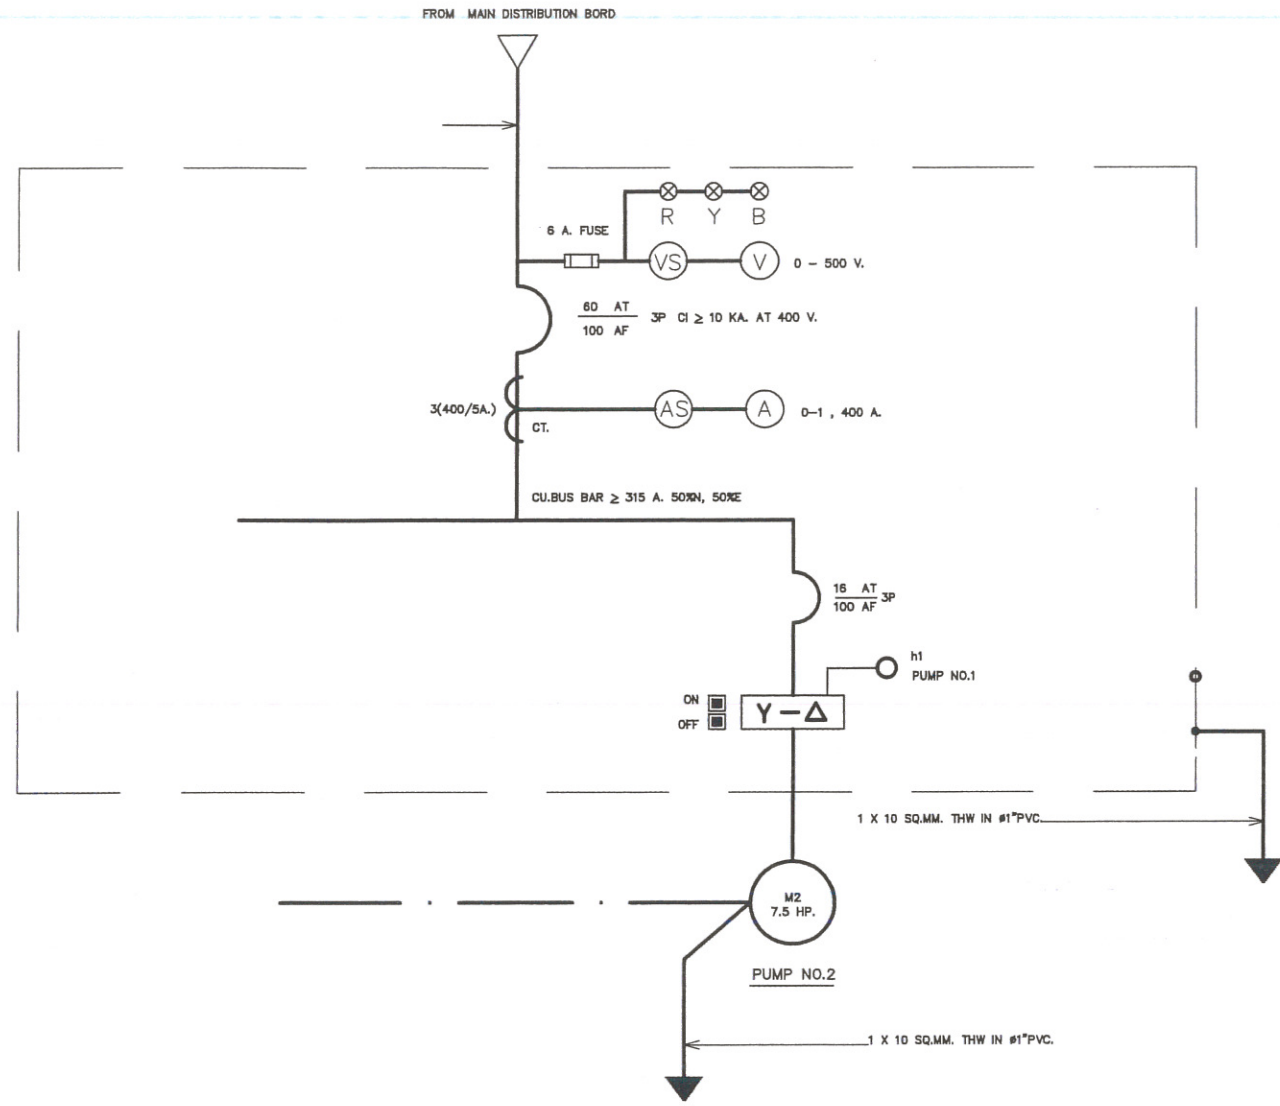 FROM MAIN DISTRIBUTION BORD
R Y B
6 A. FUSE
VS V 0 - 500 V.
60 AT
100 AF
3P CI ≥ 10 KA. AT 400 V.
3(400/5A.)
AS A 0-1 , 400 A.
CT.
CU.BUS BAR ≥ 315 A. 50%N, 50%E
16 AT
100 AF
3P
h1
PUMP NO.1
ON
OFF
Y - Δ
1 X 10 SQ.MM. THW IN ø1"PVC.
M2
7.5 HP.
PUMP NO.2
1 X 10 SQ.MM. THW IN ø1"PVC.